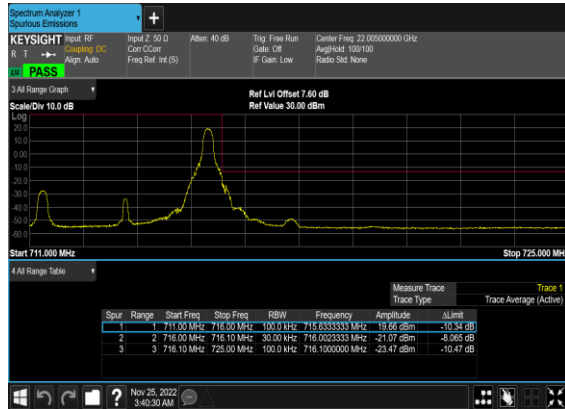 Spectrum Analyzer 1
Spurious Emissions
+
KEYSIGHT Input: RF Input Z: 50 Ω Atten: 40 dB Trig: Free Run Center Freq: 22.005000000 GHz
R T Coupling: DC Corr CCorr Gate: Off Avg|Hold: 100/100
Align: Auto Freq Ref: Int (S) IF Gain: Low Radio Std: None
PASS
3 All Range Graph
Ref Lvl Offset 7.60 dB
Scale/Div 10.0 dB Ref Value 30.00 dBm
Log
20.0
10.0
0.00
-10.0
-20.0
-30.0
-40.0
-50.0
-60.0
Start 711.000 MHz Stop 725.000 MHz
4 All Range Table
Measure Trace Trace 1
Trace Type Trace Average (Active)
Spur Range Start Freq Stop Freq RBW Frequency Amplitude ΔLimit
1 1 711.00 MHz 716.00 MHz 100.0 kHz 715.6333333 MHz 19.66 dBm -10.34 dB
2 2 716.00 MHz 716.10 MHz 30.00 kHz 716.0023333 MHz -21.07 dBm -8.065 dB
3 3 716.10 MHz 725.00 MHz 100.0 kHz 716.1000000 MHz -23.47 dBm -10.47 dB
?
Nov 25, 2022
3:40:30 AM